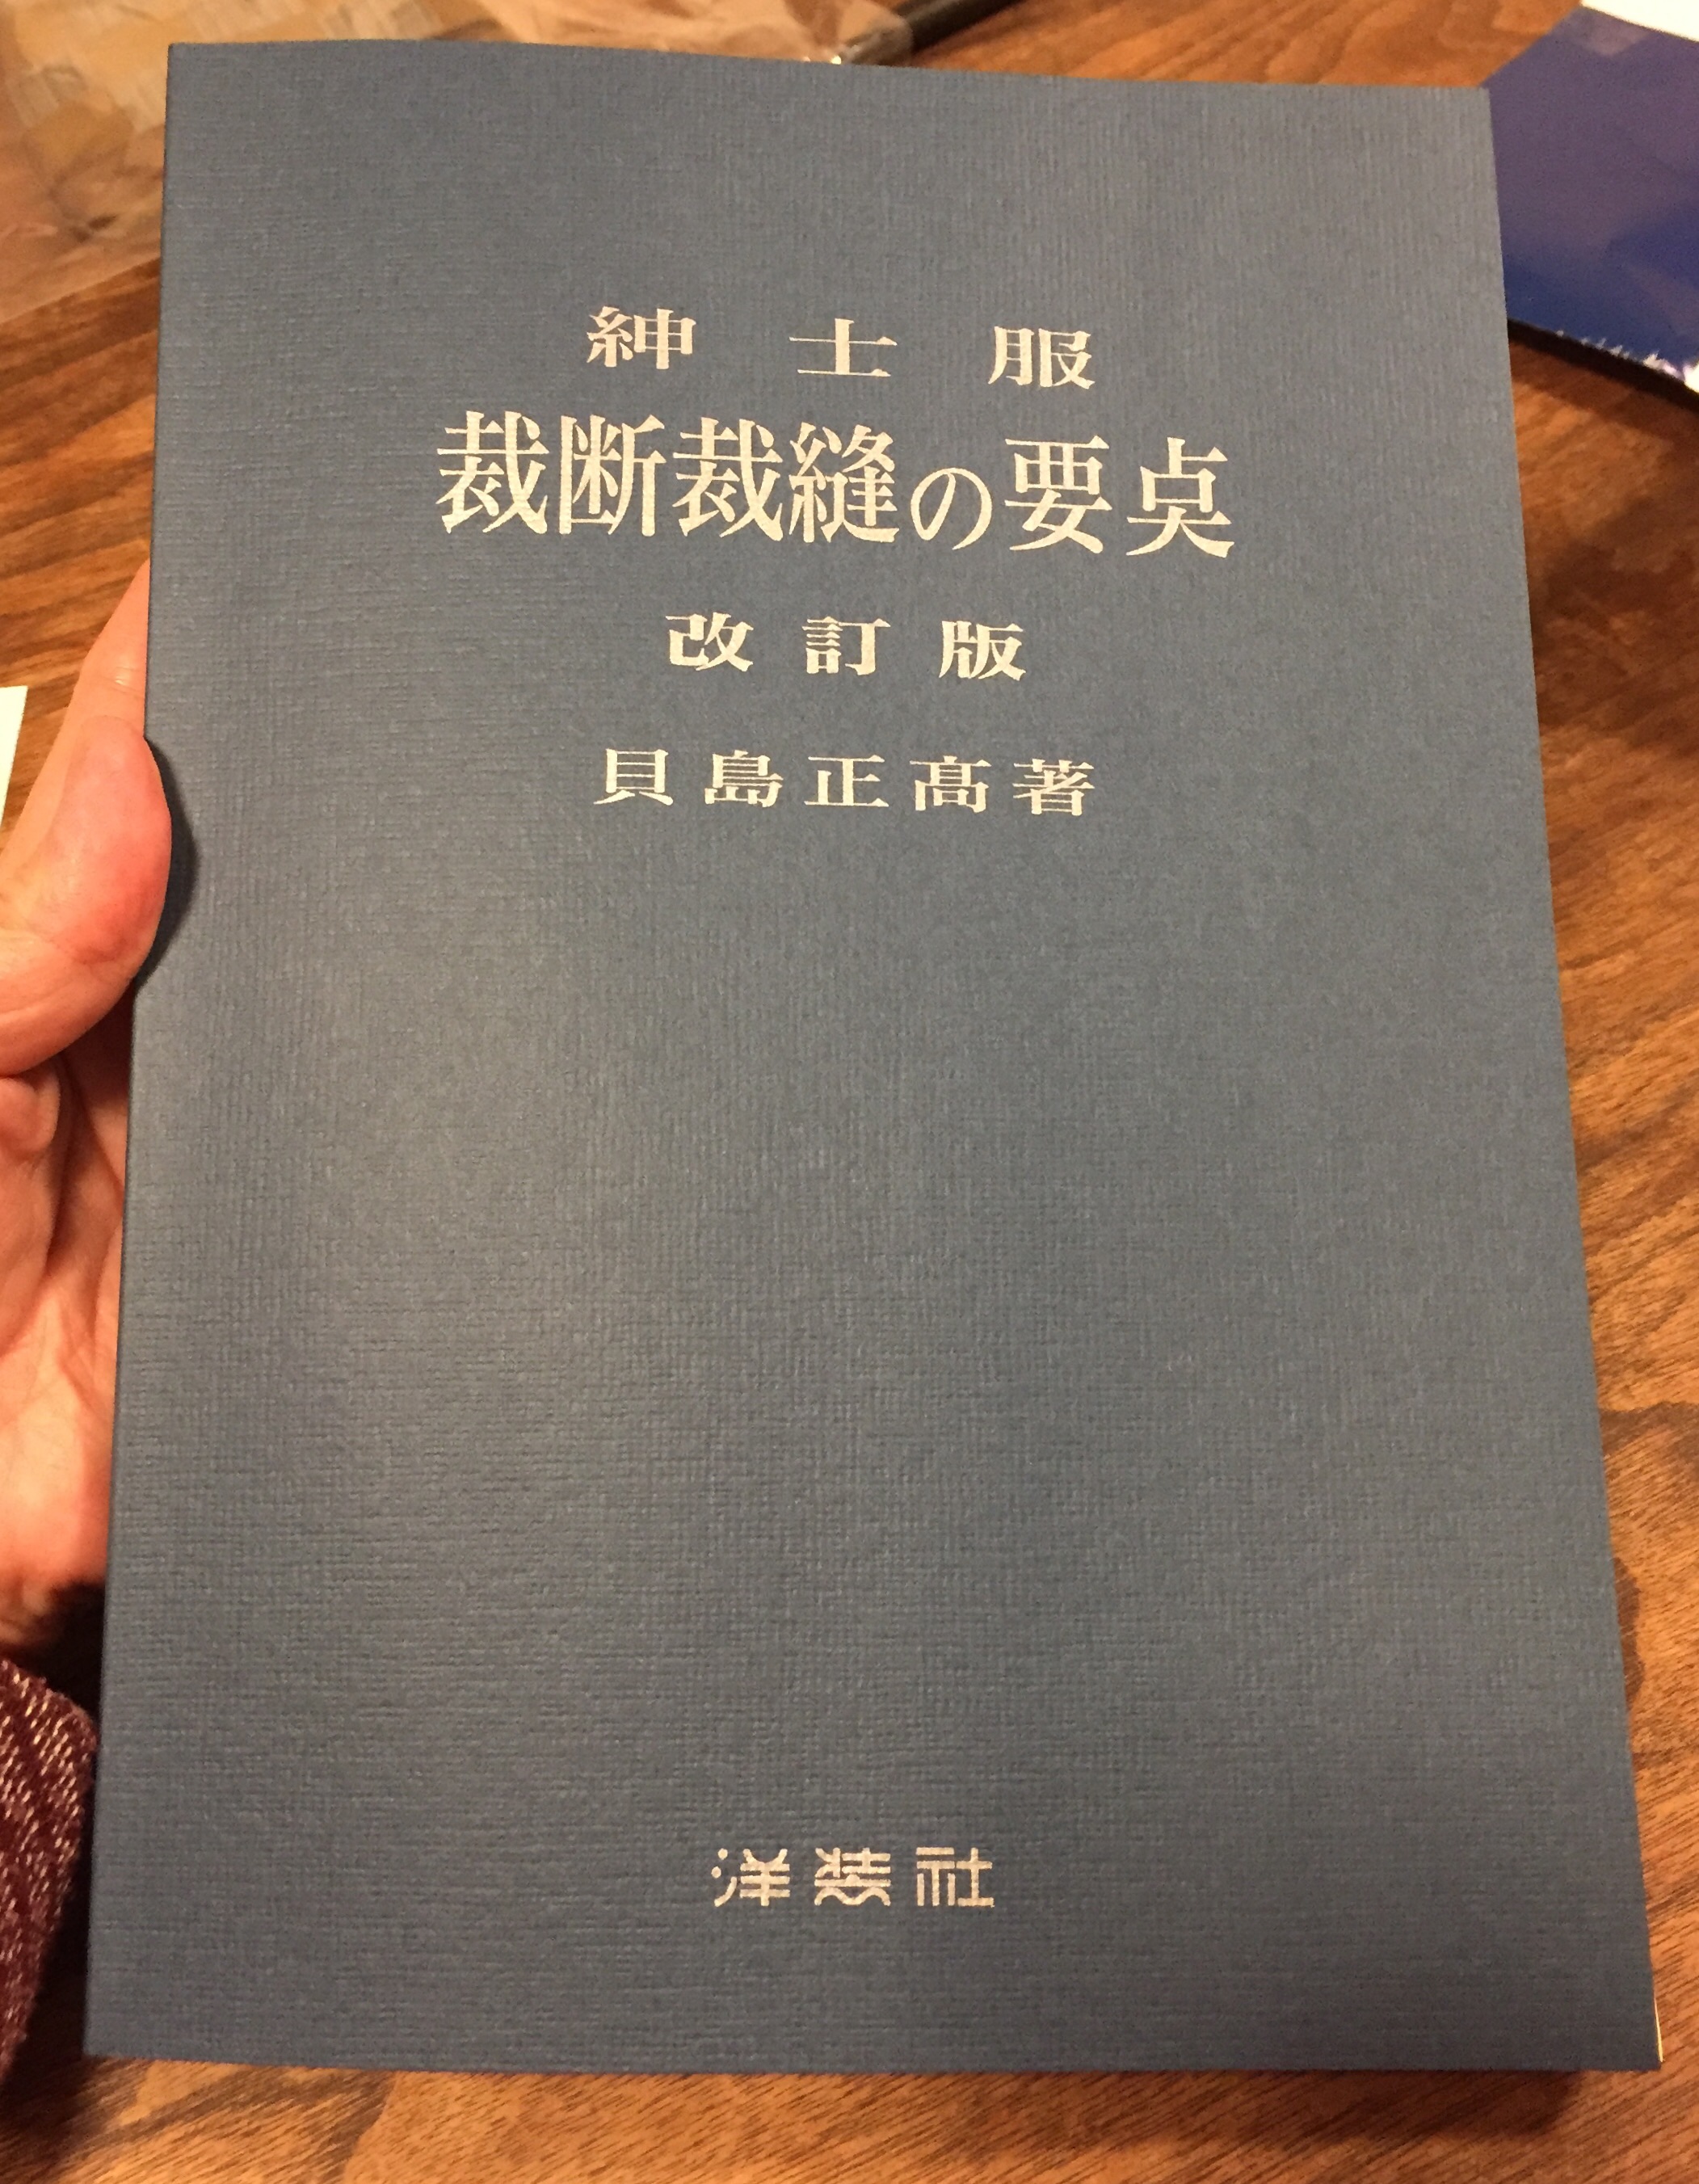 紳士服
裁断裁縫の要点
改訂版
貝島正髙著
洋装社